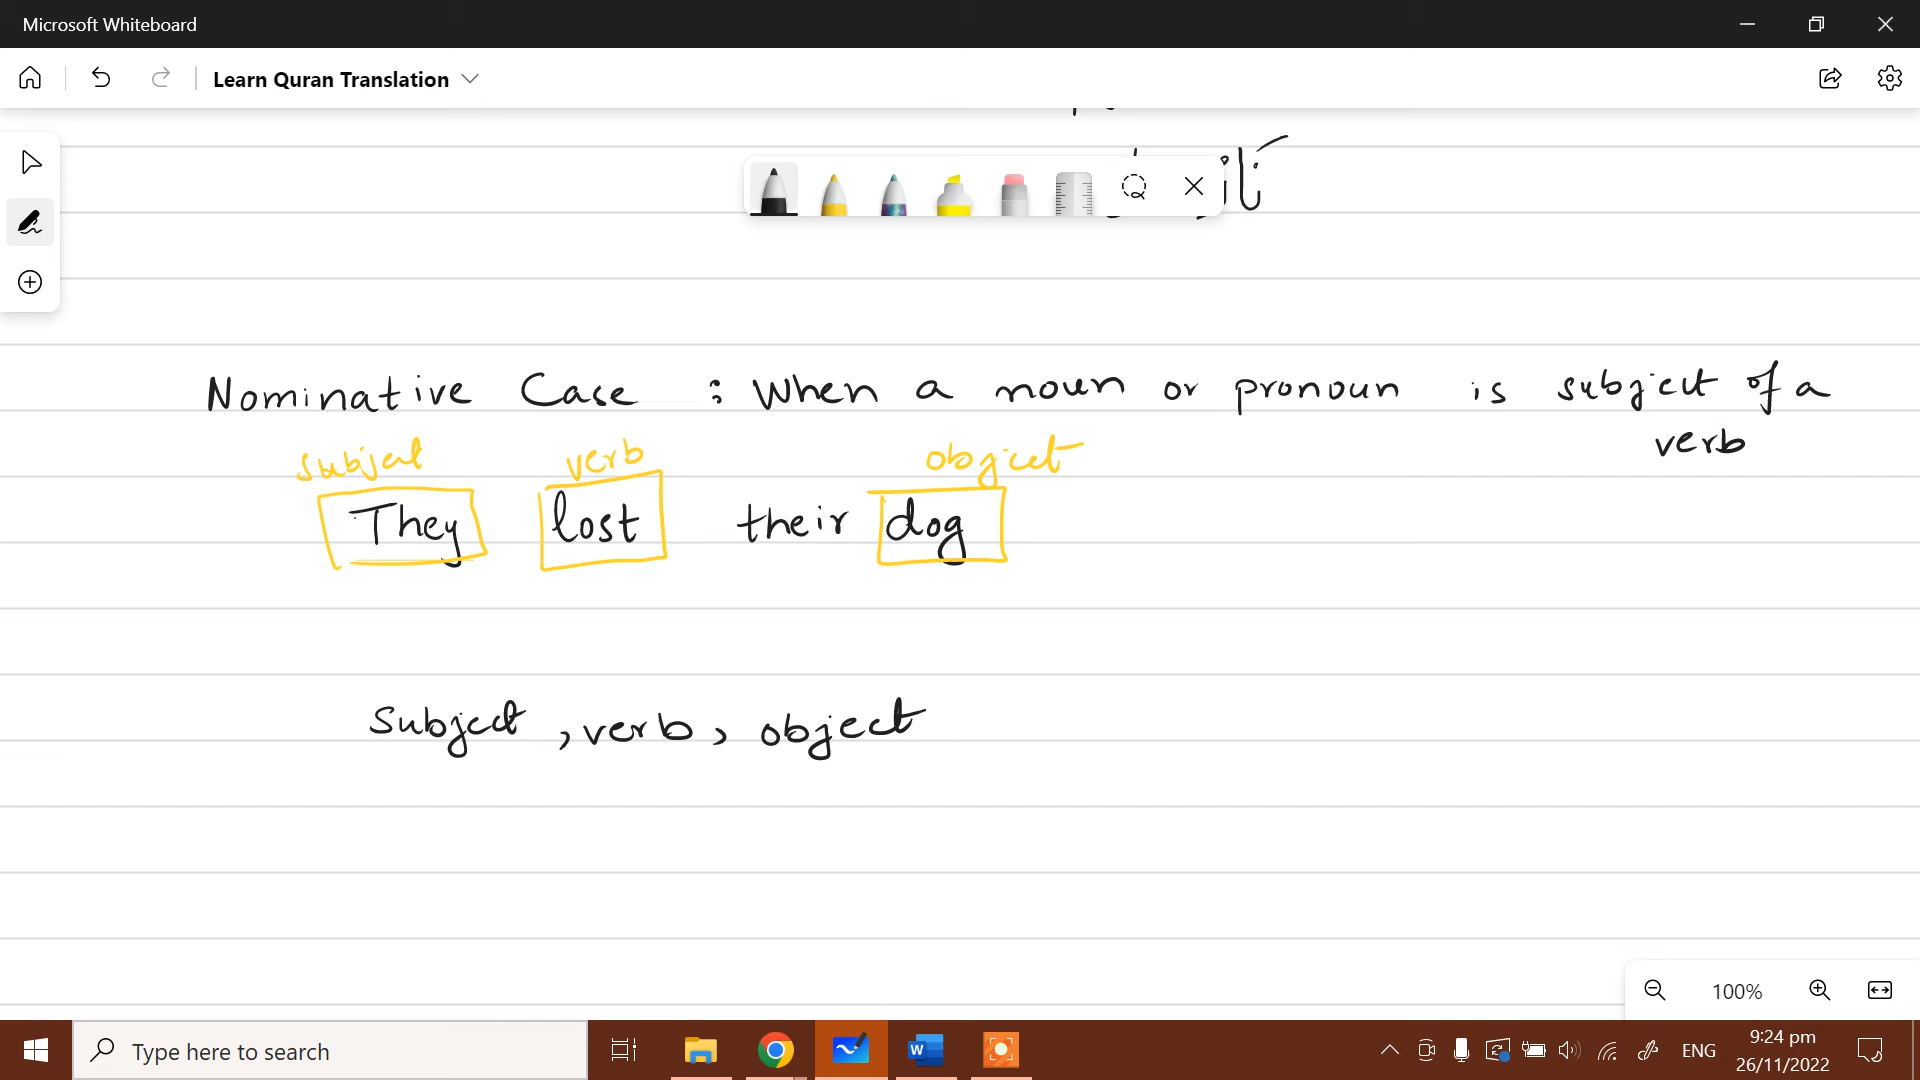 Microsoft Whiteboard
Learn Quran Translation
Nominative Case : When a noun or pronoun is subject of a
verb
subject verb object
They lost their dog
Subject , verb , object
100%
Type here to search
ENG
9:24 pm
26/11/2022